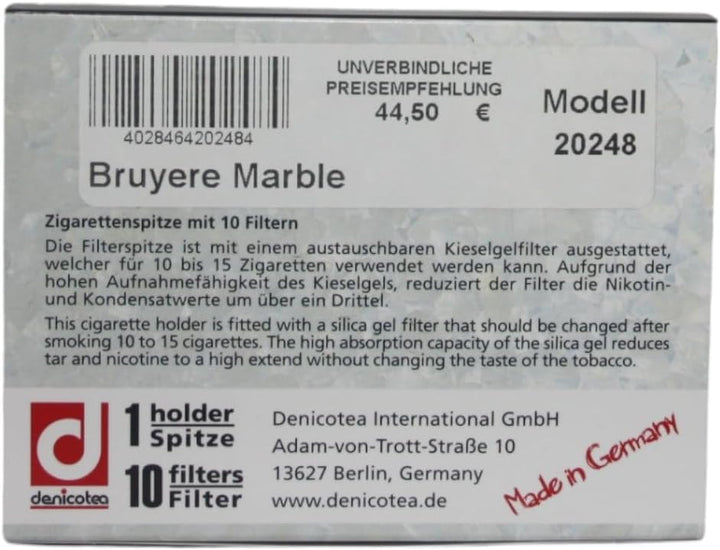 4028464202484
UNVERBINDLICHE
PREISEMPFEHLUNG
44,50 €
Modell
20248
Bruyere Marble
Zigarettenspitze mit 10 Filtern
Die Filterspitze ist mit einem austauschbaren Kieselgelfilter ausgestattet,
welcher für 10 bis 15 Zigaretten verwendet werden kann. Aufgrund der
hohen Aufnahmefähigkeit des Kieselgels, reduziert der Filter die Nikotin-
und Kondensatwerte um über ein Drittel.
This cigarette holder is fitted with a silica gel filter that should be changed after
smoking 10 to 15 cigarettes. The high absorption capacity of the silica gel reduces
tar and nicotine to a high extend without changing the taste of the tobacco.
d
denicotea
1 holder
Spitze
10 filters
Filter
Denicotea International GmbH
Adam-von-Trott-Straße 10
13627 Berlin, Germany
www.denicotea.de
Made in Germany